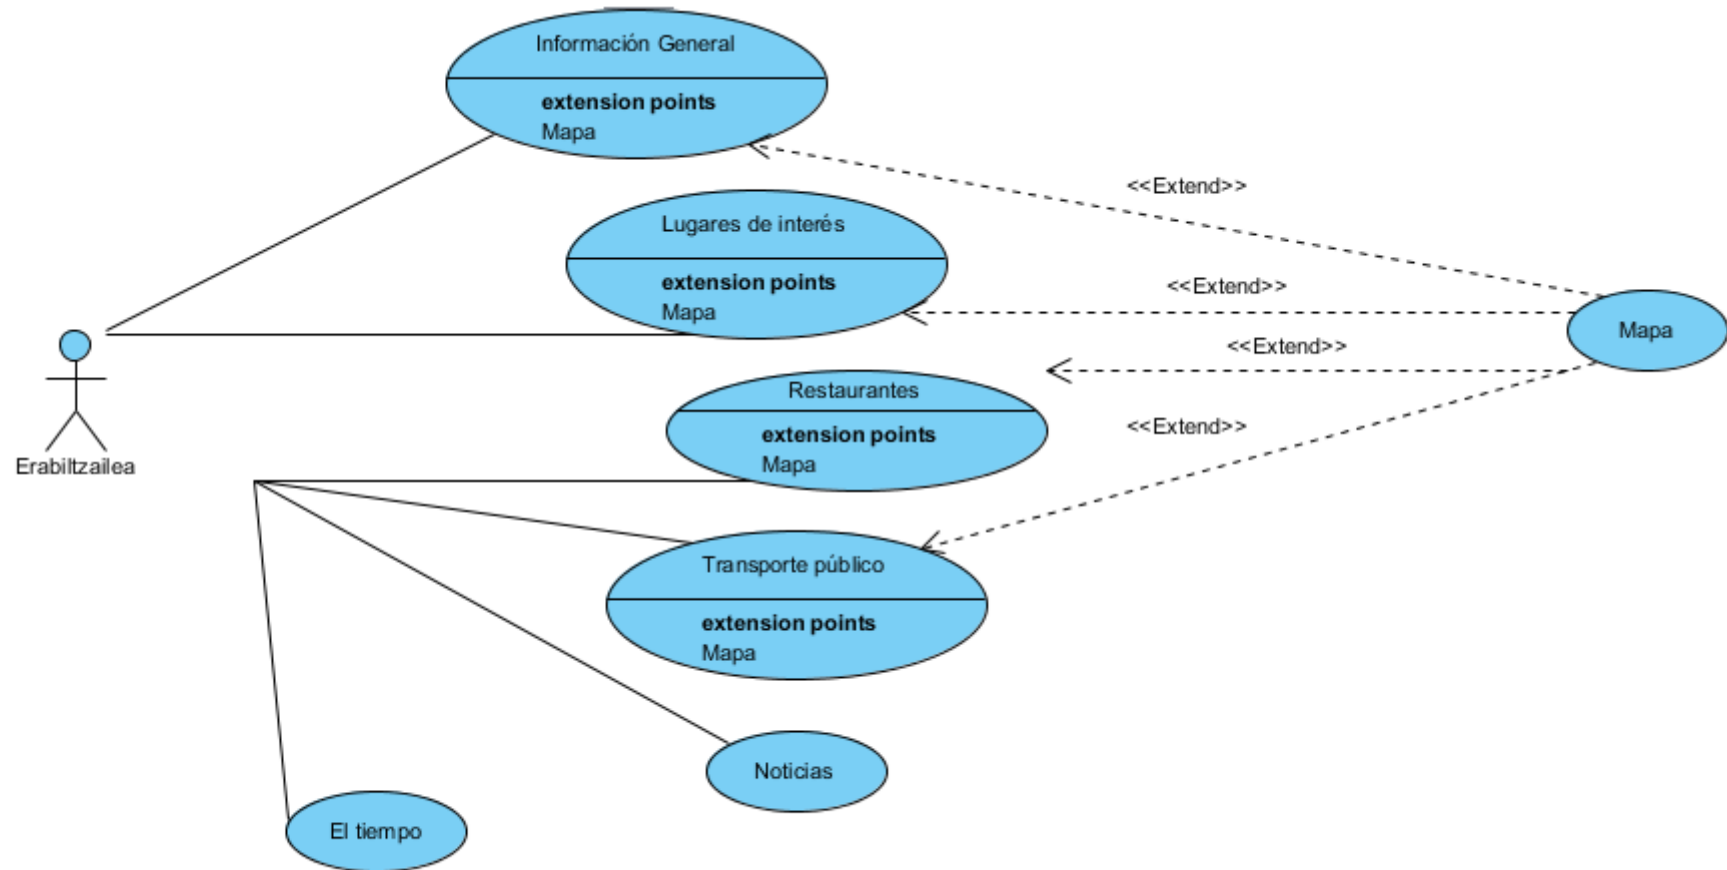 Información General
extension points
Mapa
<<Extend>>
Lugares de interés
extension points
Mapa
<<Extend>>
Mapa
<<Extend>>
Restaurantes
extension points
Mapa
<<Extend>>
Erabiltzailea
Transporte público
extension points
Mapa
Noticias
El tiempo